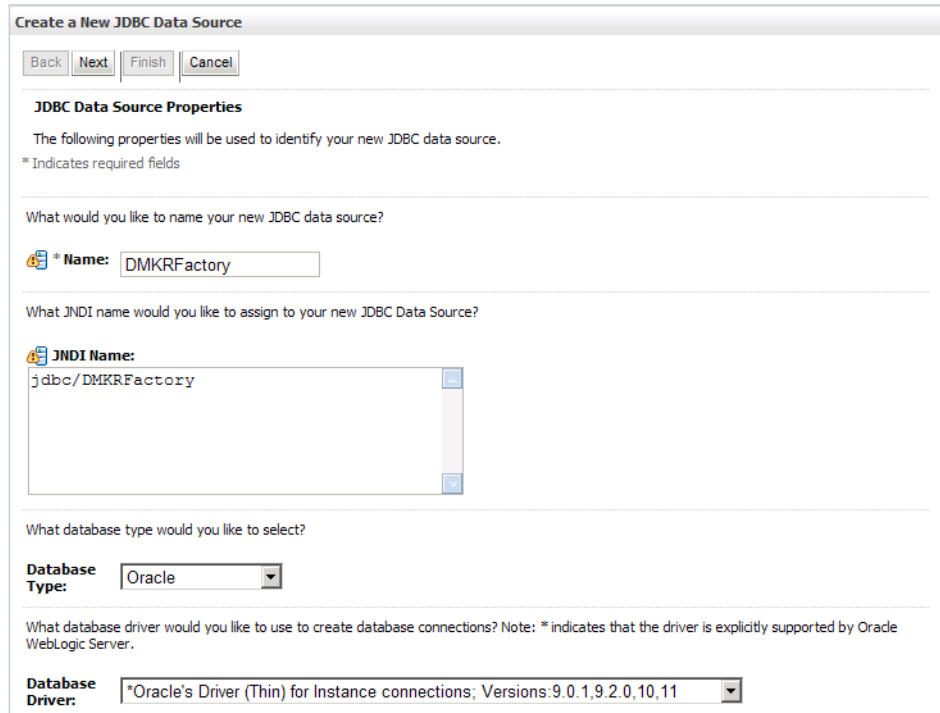 Create a New JDBC Data Source
Back Next Finish Cancel
JDBC Data Source Properties
The following properties will be used to identify your new JDBC data source.
* Indicates required fields
What would you like to name your new JDBC data source?
* Name: DMKRFactory
What JNDI name would you like to assign to your new JDBC Data Source?
JNDI Name:
jdbc/DMKRFactory
What database type would you like to select?
Database Type: Oracle
What database driver would you like to use to create database connections? Note: * indicates that the driver is explicitly supported by Oracle
WebLogic Server.
Database Driver: *Oracle's Driver (Thin) for Instance connections; Versions:9.0.1,9.2.0,10,11